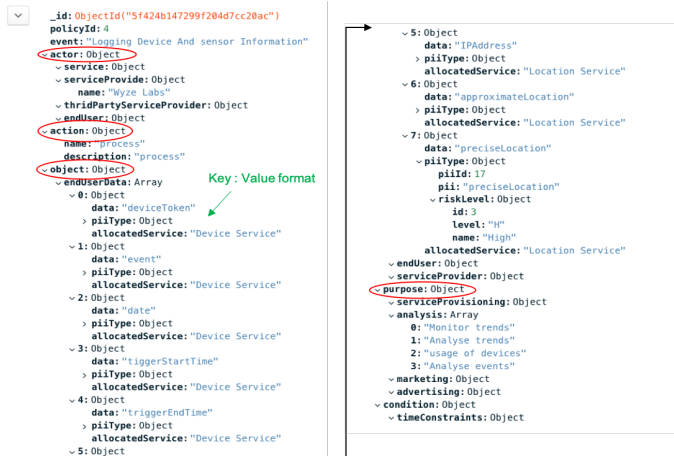 _id: ObjectId("5f424b147299f204d7cc20ac")
policyId: 4
event: "Logging Device And sensor Information"
actor: Object
service: Object
serviceProvide: Object
name: "Wyze Labs"
thridPartyServiceProvider: Object
endUser: Object
action: Object
name: "process"
description: "process"
object: Object
endUserData: Array
Key : Value format
0: Object
data: "deviceToken"
piiType: Object
allocatedService: "Device Service"
1: Object
data: "event"
piiType: Object
allocatedService: "Device Service"
2: Object
data: "date"
piiType: Object
allocatedService: "Device Service"
3: Object
data: "tiggerStartTime"
piiType: Object
allocatedService: "Device Service"
4: Object
data: "triggerEndTime"
piiType: Object
allocatedService: "Device Service"
5: Object
5: Object
data: "IPAddress"
piiType: Object
allocatedService: "Location Service"
6: Object
data: "approximateLocation"
piiType: Object
allocatedService: "Location Service"
7: Object
data: "preciseLocation"
piiType: Object
piiId: 17
pii: "preciseLocation"
riskLevel: Object
id: 3
level: "H"
name: "High"
allocatedService: "Location Service"
endUser: Object
serviceProvider: Object
purpose: Object
serviceProvisioning: Object
analysis: Array
0: "Monitor trends"
1: "Analyse trends"
2: "usage of devices"
3: "Analyse events"
marketing: Object
advertising: Object
condition: Object
timeConstraints: Object